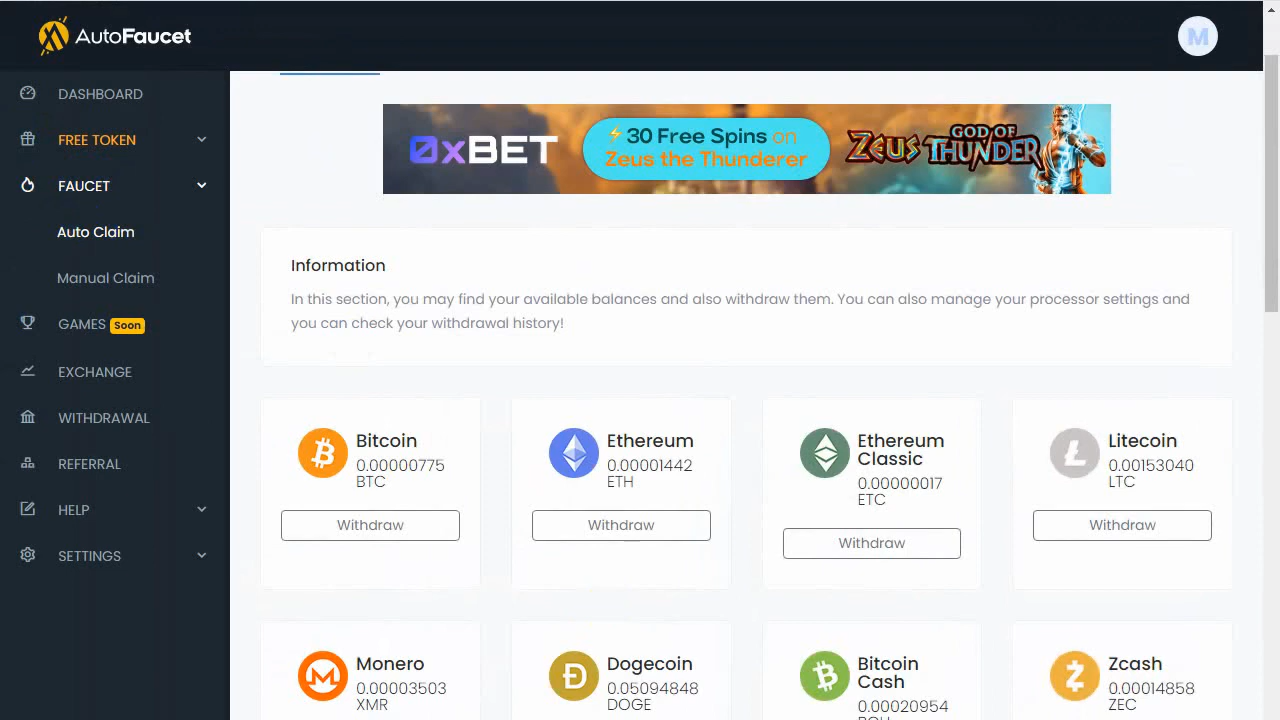 AutoFaucet
M
DASHBOARD
FREE TOKEN
FAUCET
Auto Claim
Manual Claim
GAMES Soon
EXCHANGE
WITHDRAWAL
REFERRAL
HELP
SETTINGS
0xBET
30 Free Spins on
Zeus the Thunderer
ZEUS GOD OF THUNDER
Information
In this section, you may find your available balances and also withdraw them. You can also manage your processor settings and
you can check your withdrawal history!
Bitcoin
0.00000775
BTC
Withdraw
Ethereum
0.00001442
ETH
Withdraw
Ethereum
Classic
0.00000017
ETC
Withdraw
Litecoin
0.00153040
LTC
Withdraw
Monero
0.00003503
XMR
Dogecoin
0.05094848
DOGE
Bitcoin
Cash
0.00020954
Zcash
0.00014858
ZEC